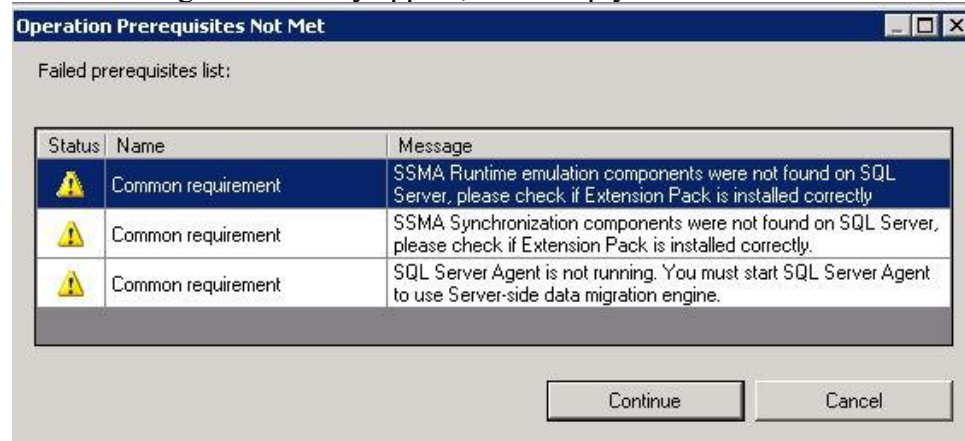 Operation Prerequisites Not Met
Failed prerequisites list:
Status Name Message
Common requirement SSMA Runtime emulation components were not found on SQL
Server, please check if Extension Pack is installed correctly
Common requirement SSMA Synchronization components were not found on SQL Server,
please check if Extension Pack is installed correctly.
Common requirement SQL Server Agent is not running. You must start SQL Server Agent
to use Server-side data migration engine.
Continue Cancel